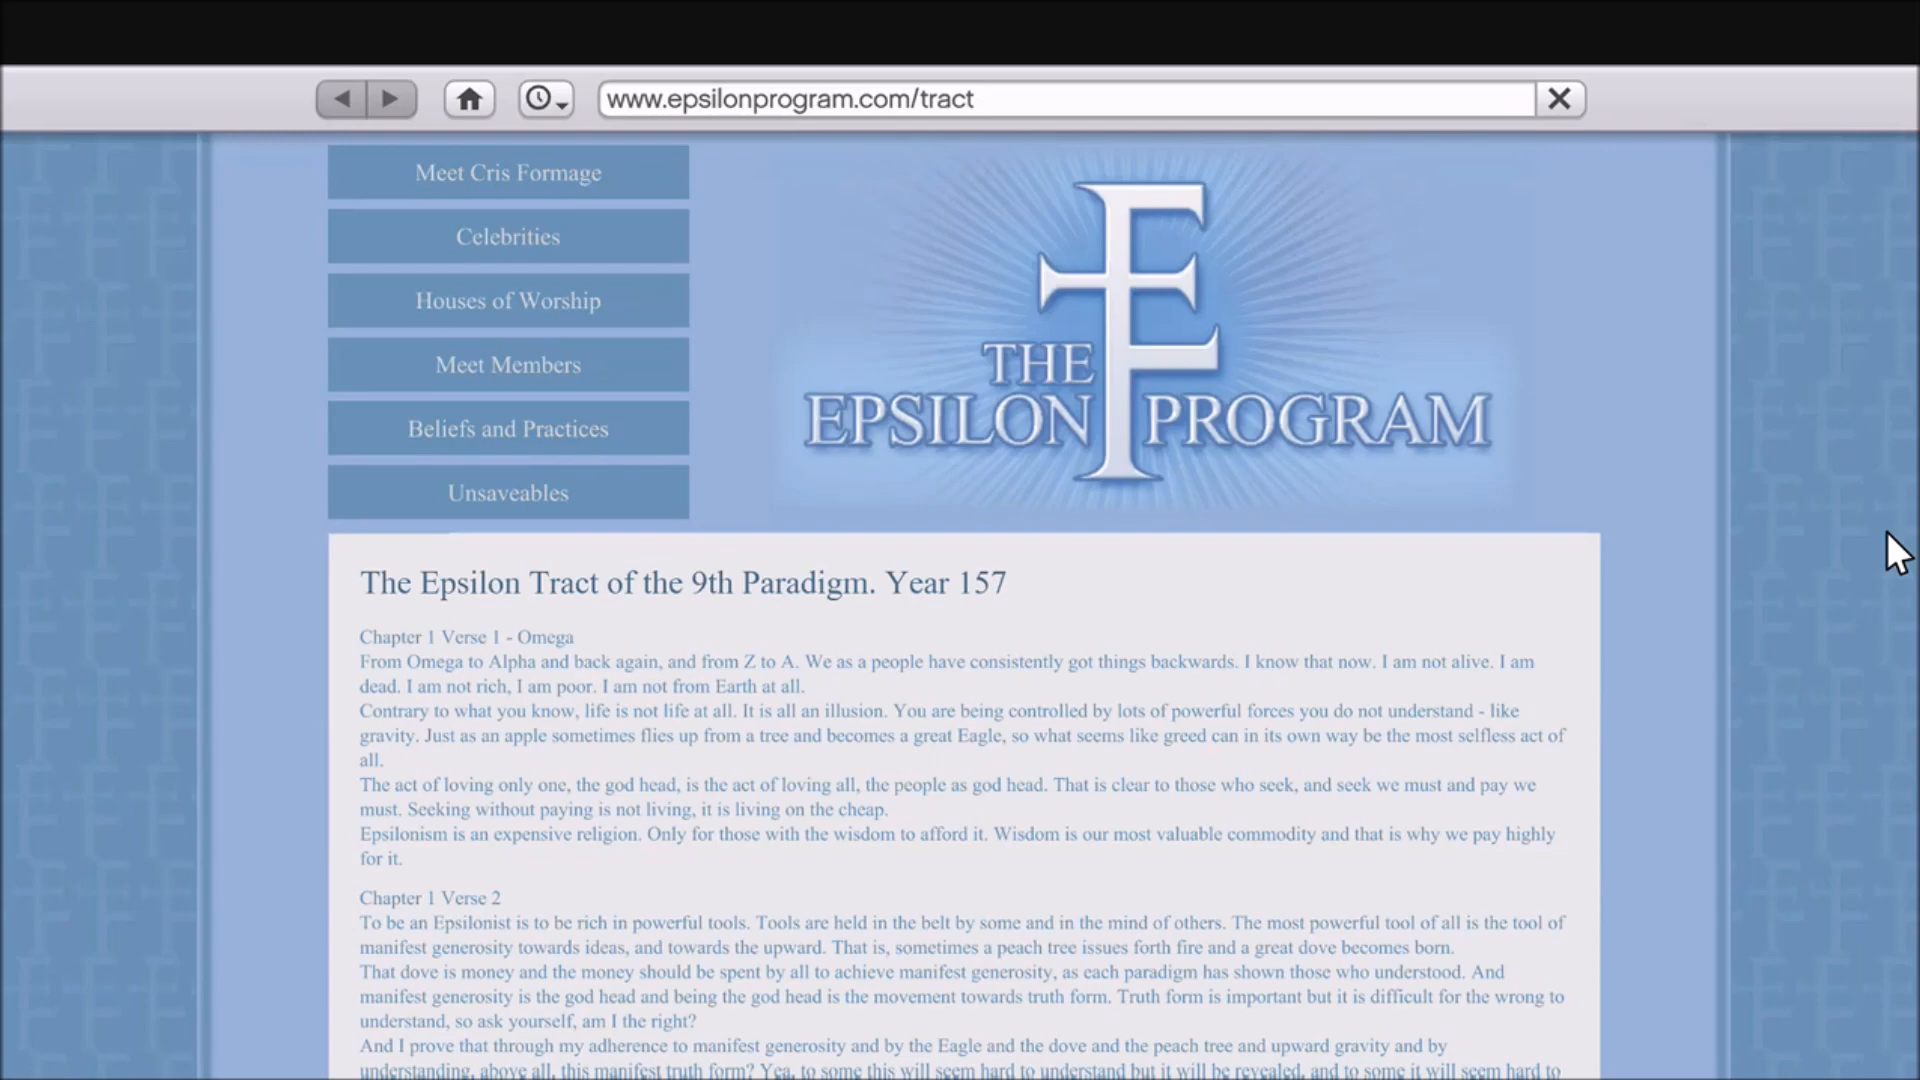 www.epsilonprogram.com/tract
Meet Cris Formage
Celebrities
Houses of Worship
Meet Members
Beliefs and Practices
Unsaveables
THE
EPSILON PROGRAM
The Epsilon Tract of the 9th Paradigm. Year 157
Chapter 1 Verse 1 - Omega
From Omega to Alpha and back again, and from Z to A. We as a people have consistently got things backwards. I know that now. I am not alive. I am
dead. I am not rich, I am poor. I am not from Earth at all.
Contrary to what you know, life is not life at all. It is all an illusion. You are being controlled by lots of powerful forces you do not understand - like
gravity. Just as an apple sometimes flies up from a tree and becomes a great Eagle, so what seems like greed can in its own way be the most selfless act of
all.
The act of loving only one, the god head, is the act of loving all, the people as god head. That is clear to those who seek, and seek we must and pay we
must. Seeking without paying is not living, it is living on the cheap.
Epsilonism is an expensive religion. Only for those with the wisdom to afford it. Wisdom is our most valuable commodity and that is why we pay highly
for it.
Chapter 1 Verse 2
To be an Epsilonist is to be rich in powerful tools. Tools are held in the belt by some and in the mind of others. The most powerful tool of all is the tool of
manifest generosity towards ideas, and towards the upward. That is, sometimes a peach tree issues forth fire and a great dove becomes born.
That dove is money and the money should be spent by all to achieve manifest generosity, as each paradigm has shown those who understood. And
manifest generosity is the god head and being the god head is the movement towards truth form. Truth form is important but it is difficult for the wrong to
understand, so ask yourself, am I the right?
And I prove that through my adherence to manifest generosity and by the Eagle and the dove and the peach tree and upward gravity and by
understanding, above all, this manifest truth form? Yea, to some this will seem hard to understand but it will be revealed, and to some it will seem hard to